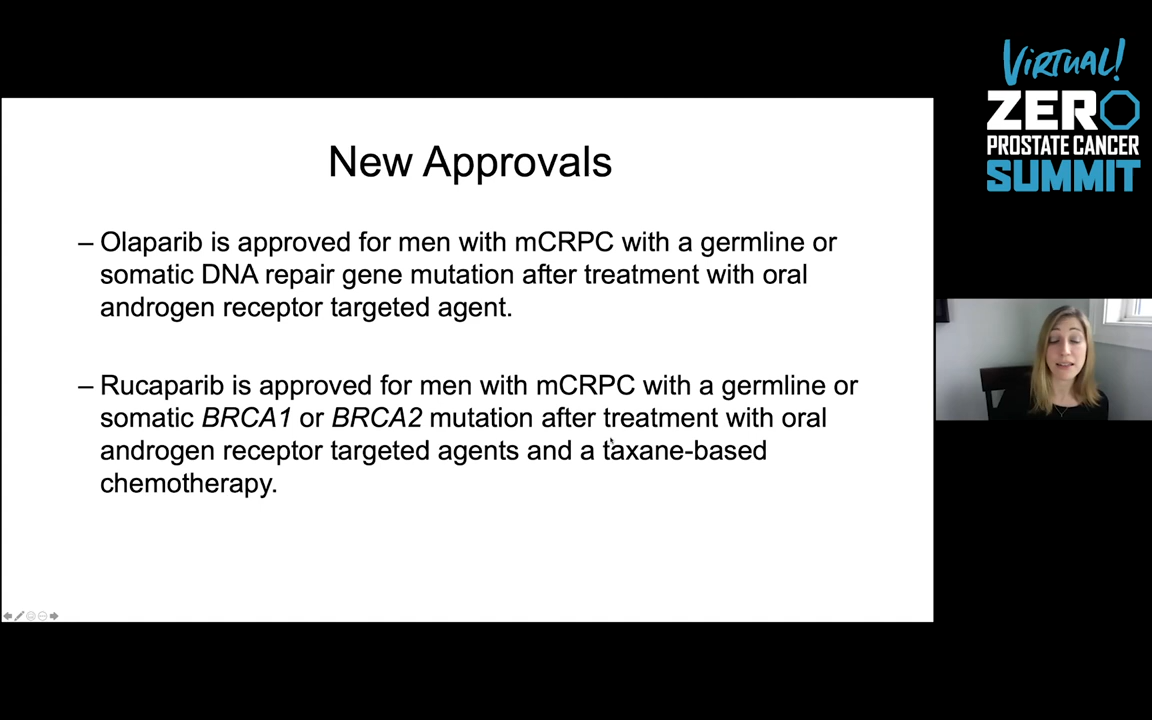 VIRTUAL!
ZERO
PROSTATE CANCER
SUMMIT
New Approvals
– Olaparib is approved for men with mCRPC with a germline or
somatic DNA repair gene mutation after treatment with oral
androgen receptor targeted agent.
– Rucaparib is approved for men with mCRPC with a germline or
somatic BRCA1 or BRCA2 mutation after treatment with oral
androgen receptor targeted agents and a taxane-based
chemotherapy.